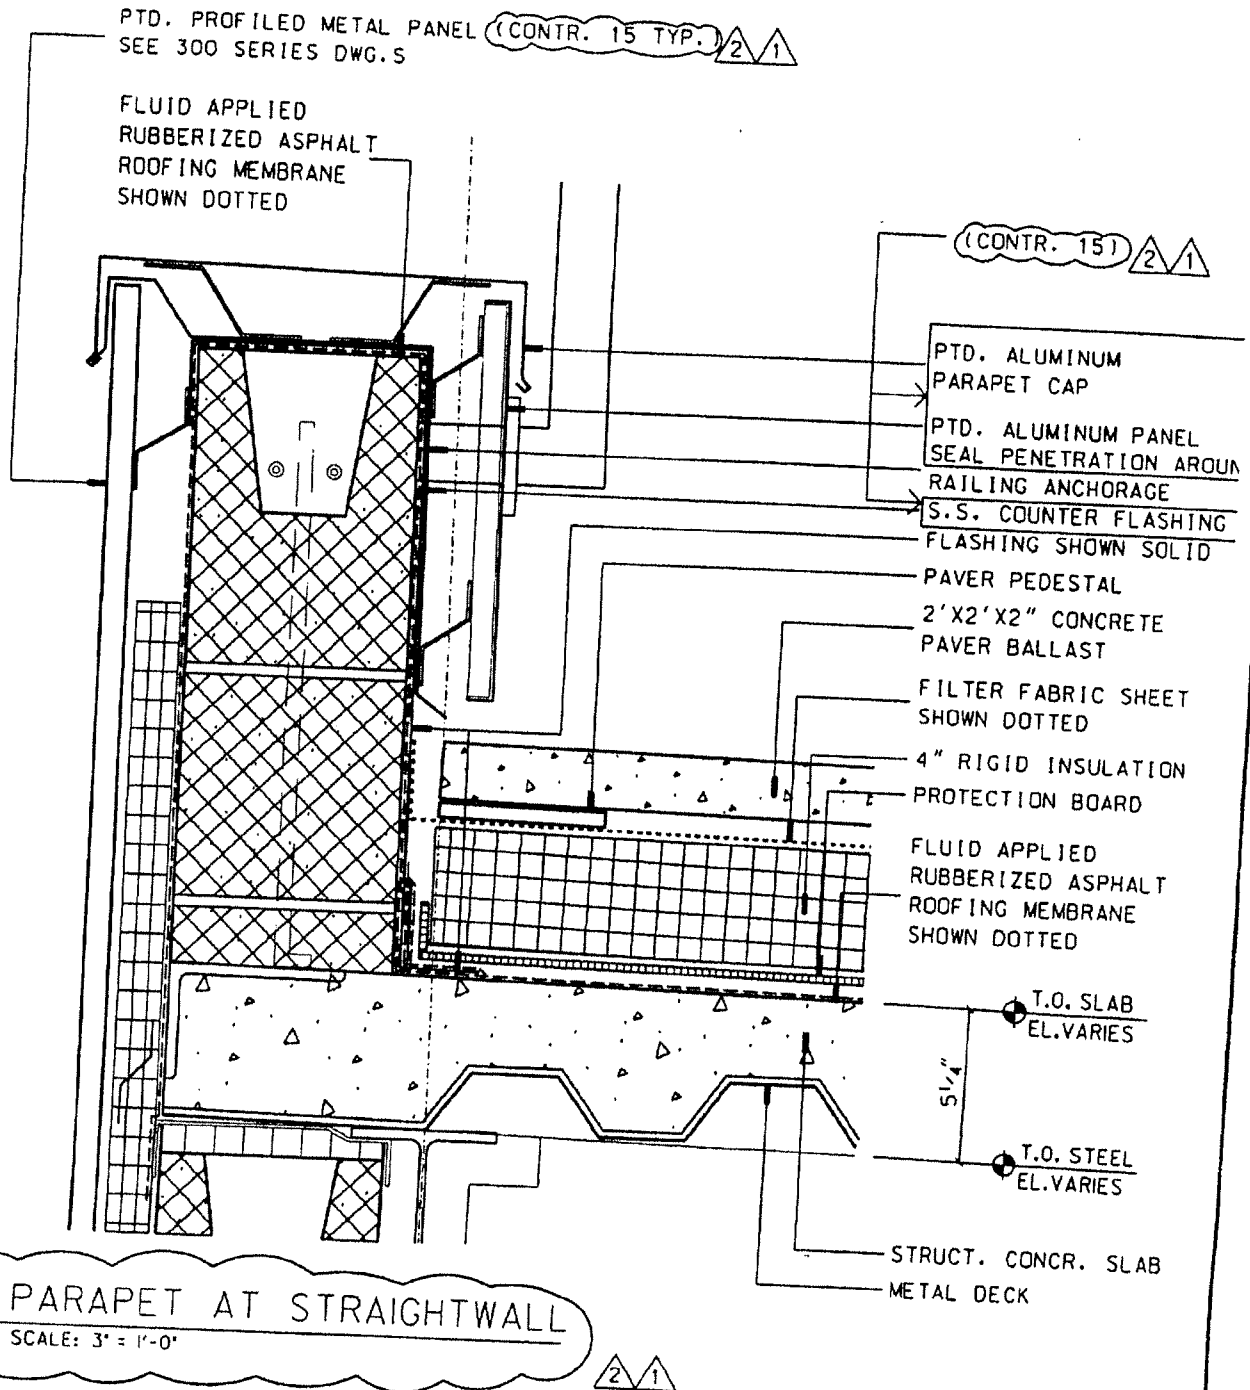 PTD. PROFILED METAL PANEL (CONTR. 15 TYP.) 2 1
SEE 300 SERIES DWG.S
FLUID APPLIED
RUBBERIZED ASPHALT
ROOFING MEMBRANE
SHOWN DOTTED
(CONTR. 15) 2 1
PTD. ALUMINUM
PARAPET CAP
PTD. ALUMINUM PANEL
SEAL PENETRATION AROUN
RAILING ANCHORAGE
S.S. COUNTER FLASHING
FLASHING SHOWN SOLID
PAVER PEDESTAL
2'X2'X2" CONCRETE
PAVER BALLAST
FILTER FABRIC SHEET
SHOWN DOTTED
4" RIGID INSULATION
PROTECTION BOARD
FLUID APPLIED
RUBBERIZED ASPHALT
ROOFING MEMBRANE
SHOWN DOTTED
T.O. SLAB
EL.VARIES
5¼"
T.O. STEEL
EL.VARIES
STRUCT. CONCR. SLAB
METAL DECK
PARAPET AT STRAIGHTWALL
SCALE: 3" = 1'-0"
2 1